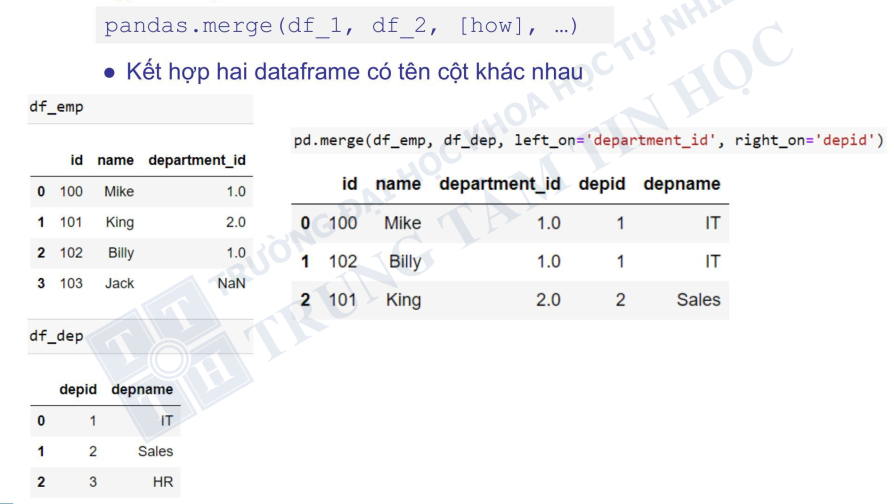 pandas.merge(df_1, df_2, [how], …)
● Kết hợp hai dataframe có tên cột khác nhau
df_emp
id name department_id
0 100 Mike 1.0
1 101 King 2.0
2 102 Billy 1.0
3 103 Jack NaN
df_dep
depid depname
0 1 IT
1 2 Sales
2 3 HR
pd.merge(df_emp, df_dep, left_on='department_id', right_on='depid')
id name department_id depid depname
0 100 Mike 1.0 1 IT
1 102 Billy 1.0 1 IT
2 101 King 2.0 2 Sales
TRƯỜNG ĐẠI HỌC KHOA HỌC TỰ NHIÊN
TRUNG TÂM TIN HỌC